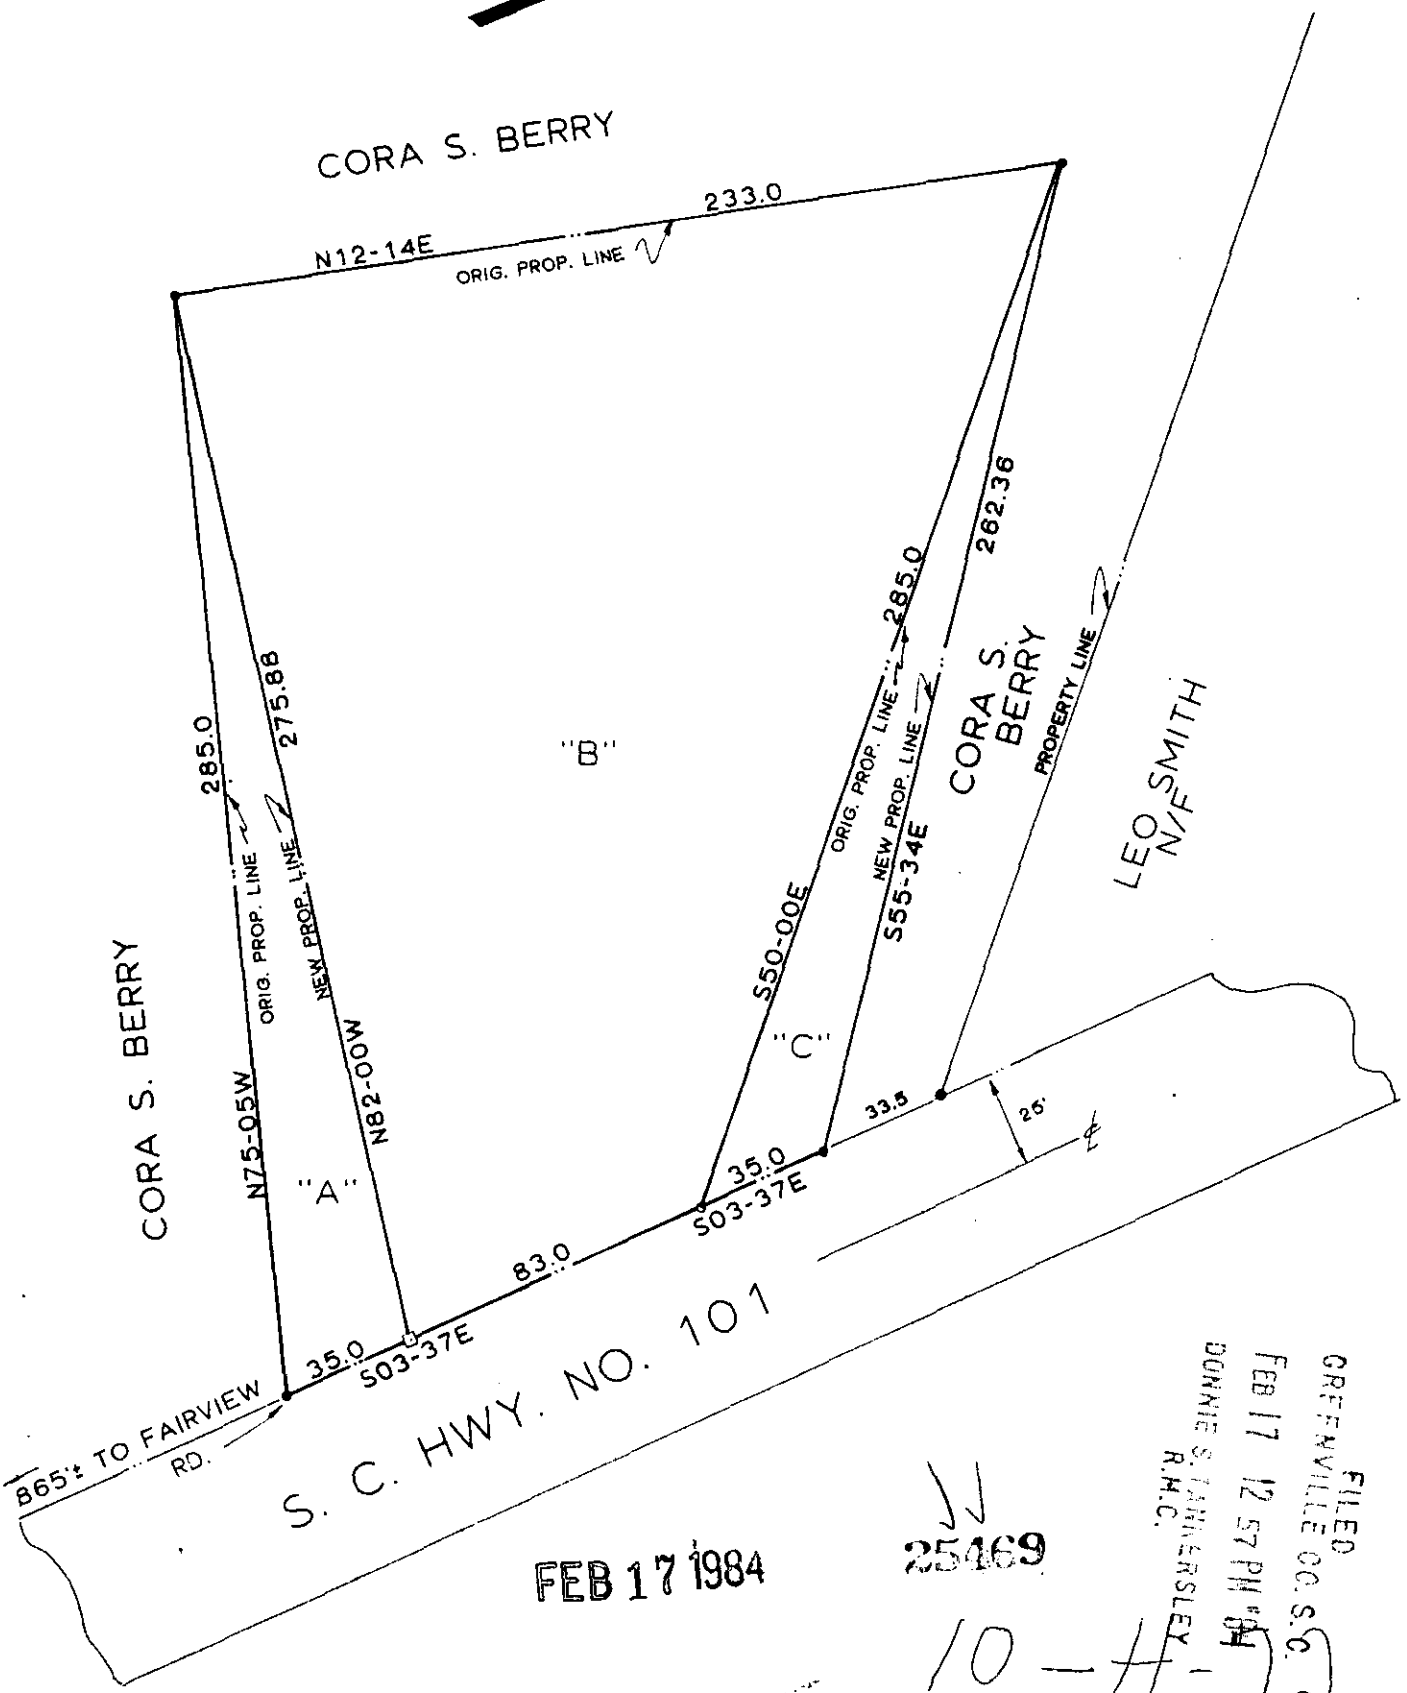 CORA S. BERRY
N12-14E
233.0
ORIG. PROP. LINE
285.0
275.88
ORIG. PROP. LINE
NEW PROP. LINE
N75-05W
N82-00W
CORA S. BERRY
"A"
"B"
"C"
285.0
262.36
ORIG. PROP. LINE
NEW PROP. LINE
S50-00E
S55-34E
CORA S.
BERRY
PROPERTY LINE
LEO SMITH
N/F
33.5
25'
35.0
S03-37E
83.0
35.0
S03-37E
865'± TO FAIRVIEW
RD.
S. C. HWY. NO. 101
FEB 17 1984
25469
FILED
GREENVILLE CO. S.C.
FEB 17 12 57 PM '84
DONNIE S. TANKERSLEY
R.M.C.
10 - H -